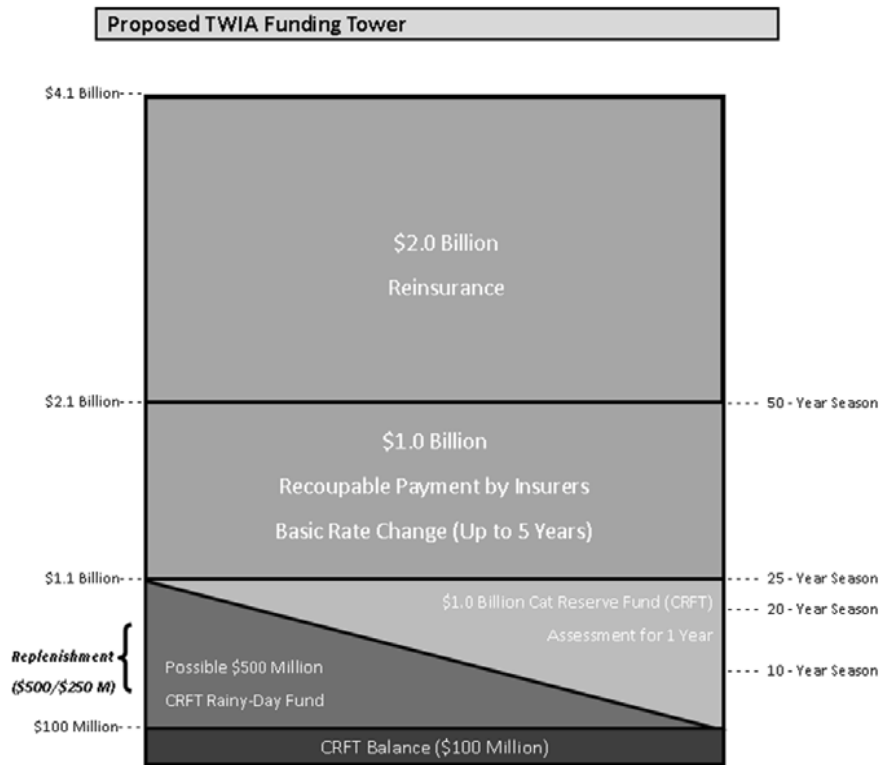 Proposed TWIA Funding Tower
$4.1 Billion
$2.0 Billion
Reinsurance
$2.1 Billion
50 - Year Season
$1.0 Billion
Recoupable Payment by Insurers
Basic Rate Change (Up to 5 Years)
$1.1 Billion
25 - Year Season
$1.0 Billion Cat Reserve Fund (CRFT)
20 - Year Season
Assessment for 1 Year
Replenishment
($500/$250 M)
Possible $500 Million
10 - Year Season
CRFT Rainy-Day Fund
$100 Million
CRFT Balance ($100 Million)